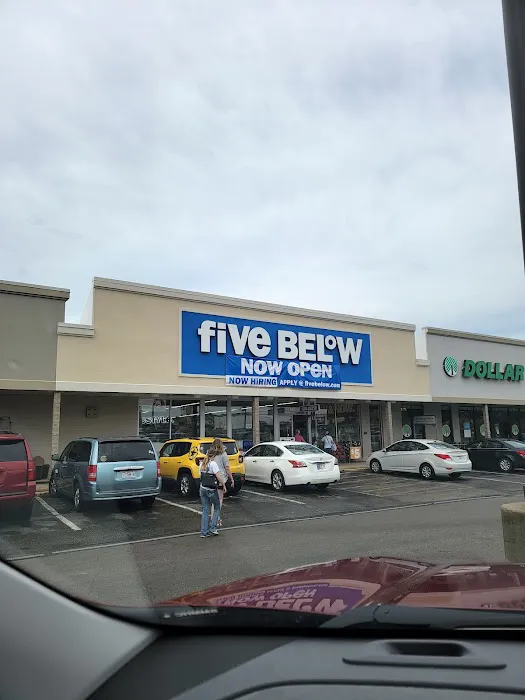 fiVE BELOW
NOW OPEN
NOW HIRING APPLY @ fivebelow.com
DOLLAR